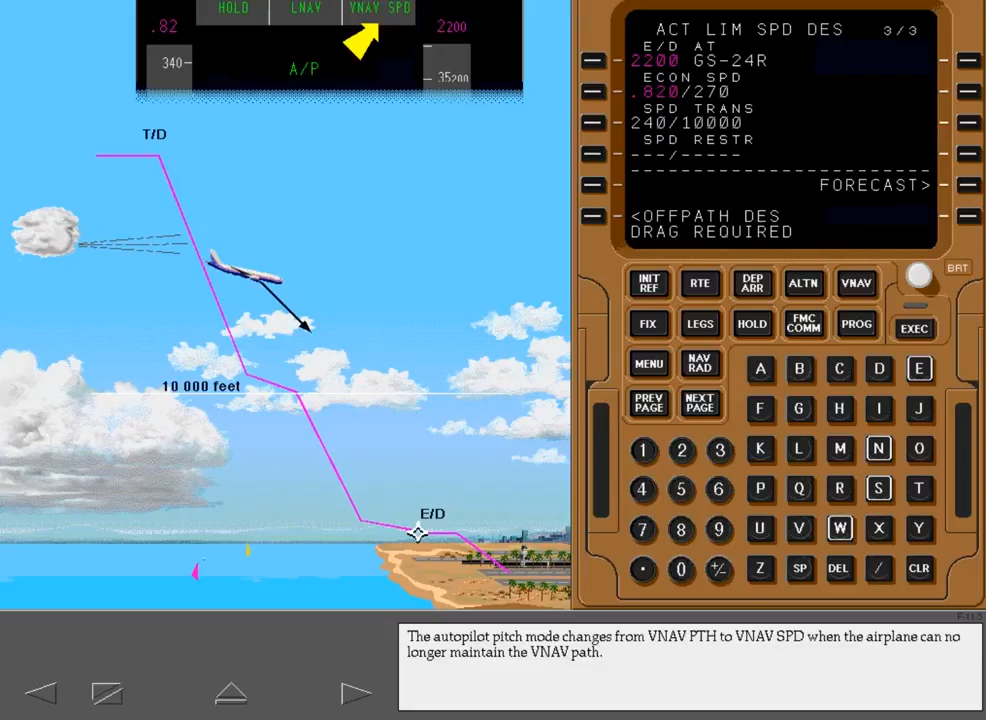 HOLD LNAV VNAV SPD
.82 2200
340
A/P
35200
T/D
10 000 feet
E/D
ACT LIM SPD DES 3/3
E/D AT
2200 GS-24R
ECON SPD
.820/270
SPD TRANS
240/10000
SPD RESTR
---/-----
--------------------------------
FORECAST>
<OFFPATH DES
DRAG REQUIRED
BAT
INIT REF
RTE
DEP ARR
ALTN
VNAV
FIX
LEGS
HOLD
FMC COMM
PROG
EXEC
MENU
NAV RAD
PREV PAGE
NEXT PAGE
A B C D E
F G H I J
1 2 3 K L M N O
4 5 6 P Q R S T
7 8 9 U V W X Y
. 0 +/- Z SP DEL / CLR
The autopilot pitch mode changes from VNAV PTH to VNAV SPD when the airplane can no
longer maintain the VNAV path.